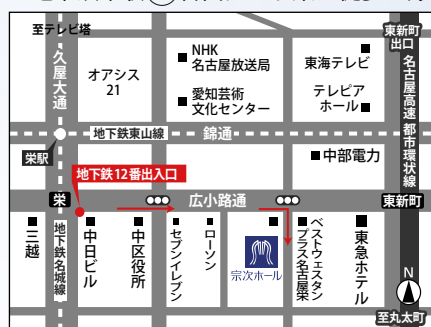 至テレビ塔
久屋大通
オアシス
21
NHK
名古屋放送局
愛知芸術
文化センター
東海テレビ
テレピア
ホール
東新町
出口
名古屋高速 都市環状線
地下鉄東山線
錦通
栄駅
中部電力
地下鉄12番出入口
栄
広小路通
東新町
三越
地下鉄名城線
中日ビル
中区役所
セブンイレブン
ローソン
宗次ホール
ベストウェスタン
プラス名古屋栄
東急ホテル
N
至丸太町